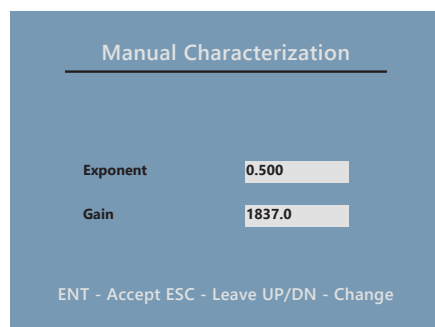 Manual Characterization
Exponent 0.500
Gain 1837.0
ENT - Accept ESC - Leave UP/DN - Change